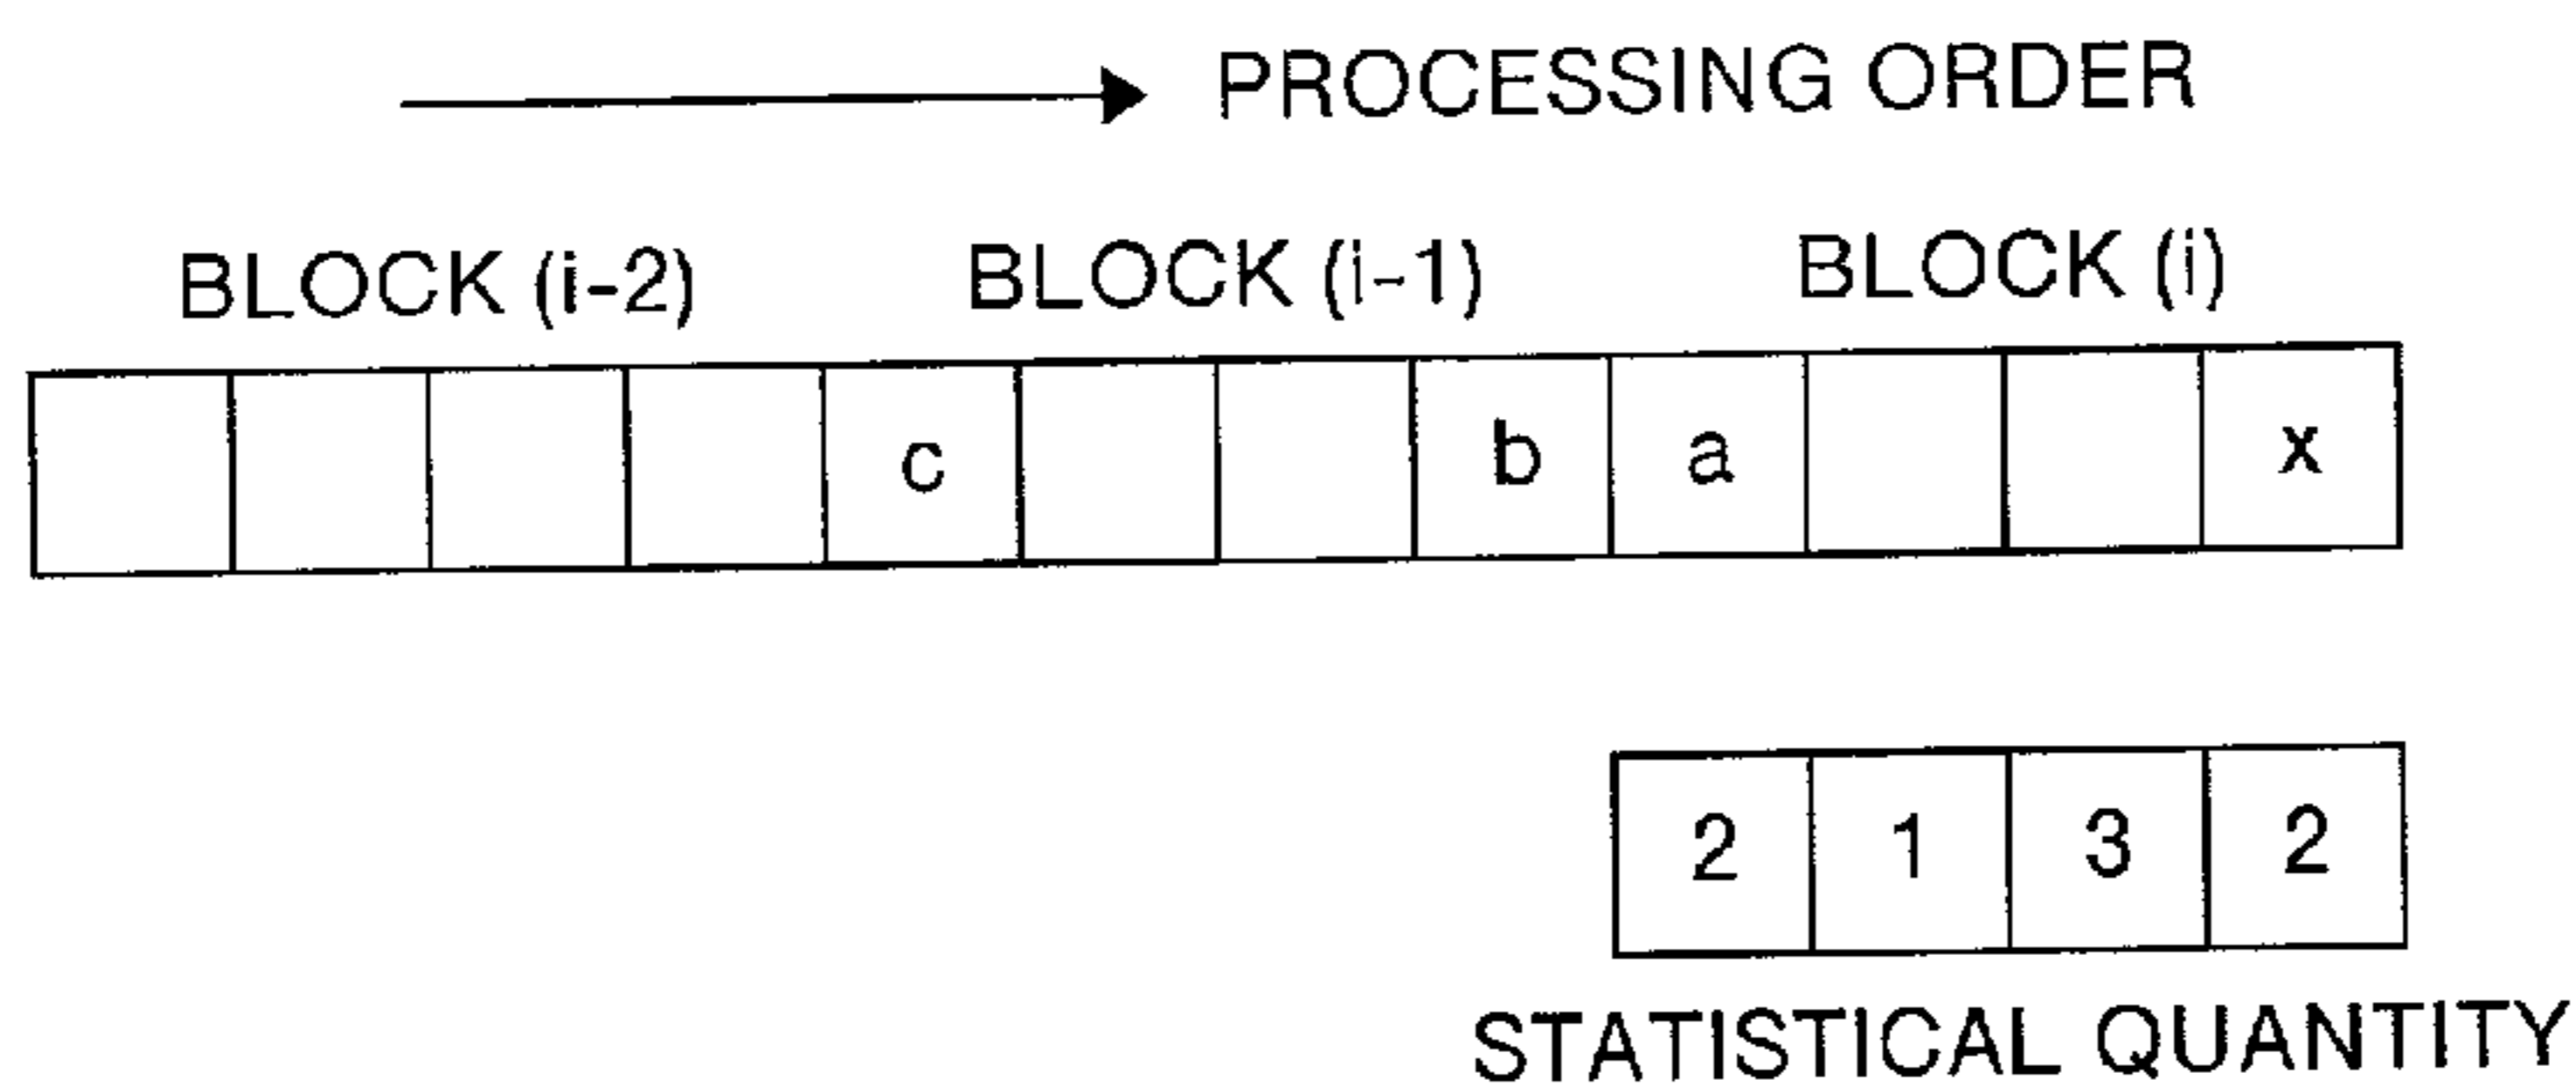 PROCESSING ORDER
BLOCK (i-2) BLOCK (i-1) BLOCK (i)
c b a x
2 1 3 2
STATISTICAL QUANTITY